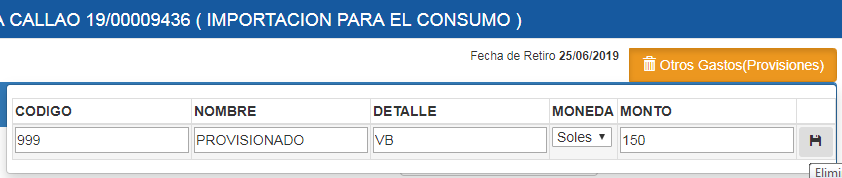 A CALLAO 19/00009436 ( IMPORTACION PARA EL CONSUMO )
Fecha de Retiro 25/06/2019
Otros Gastos(Provisiones)
CODIGO NOMBRE DETALLE MONEDA MONTO
999 PROVISIONADO VB Soles 150
Elimi